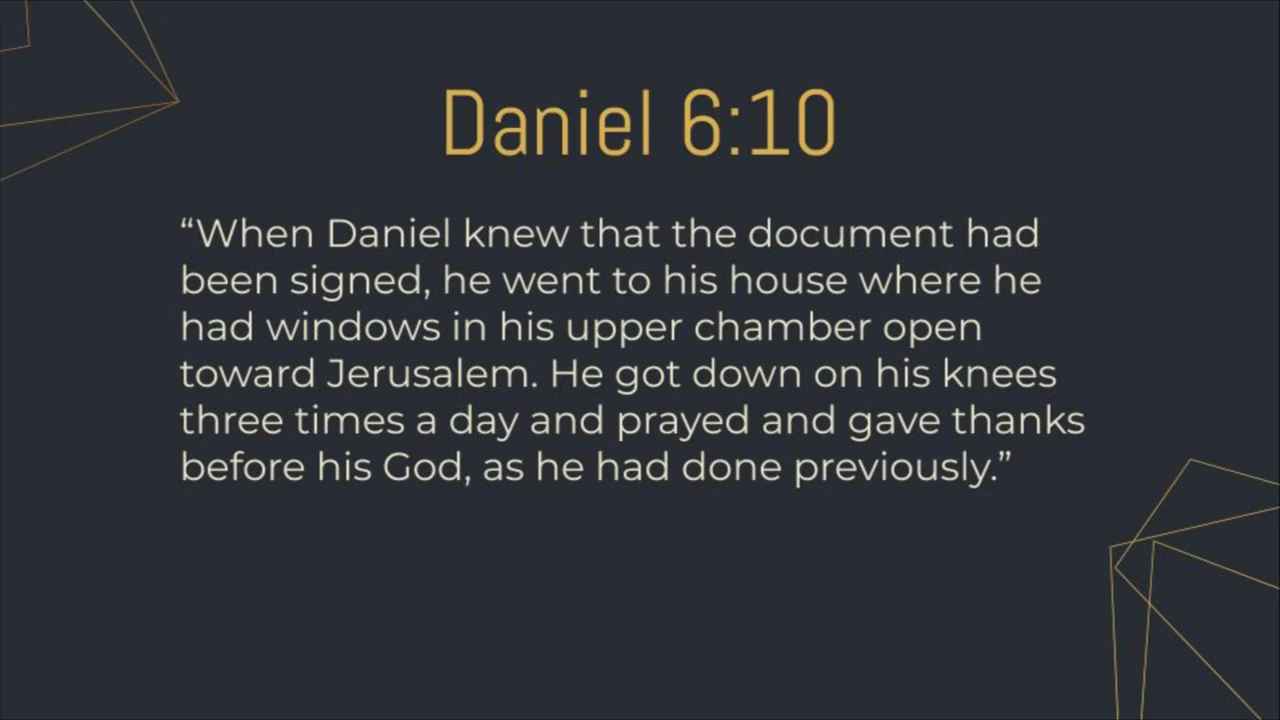 Daniel 6:10
“When Daniel knew that the document had
been signed, he went to his house where he
had windows in his upper chamber open
toward Jerusalem. He got down on his knees
three times a day and prayed and gave thanks
before his God, as he had done previously.”